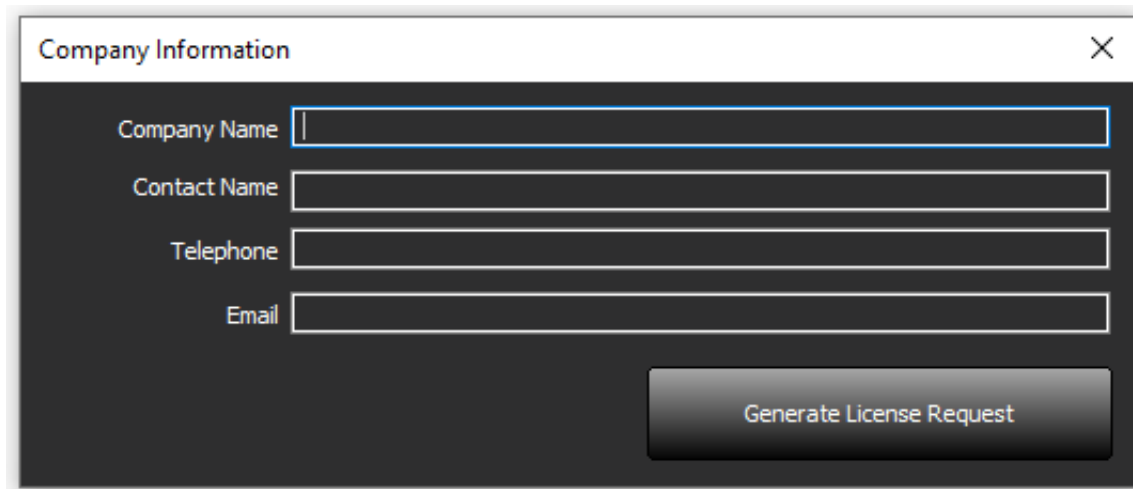 Company Information
Company Name
Contact Name
Telephone
Email
Generate License Request